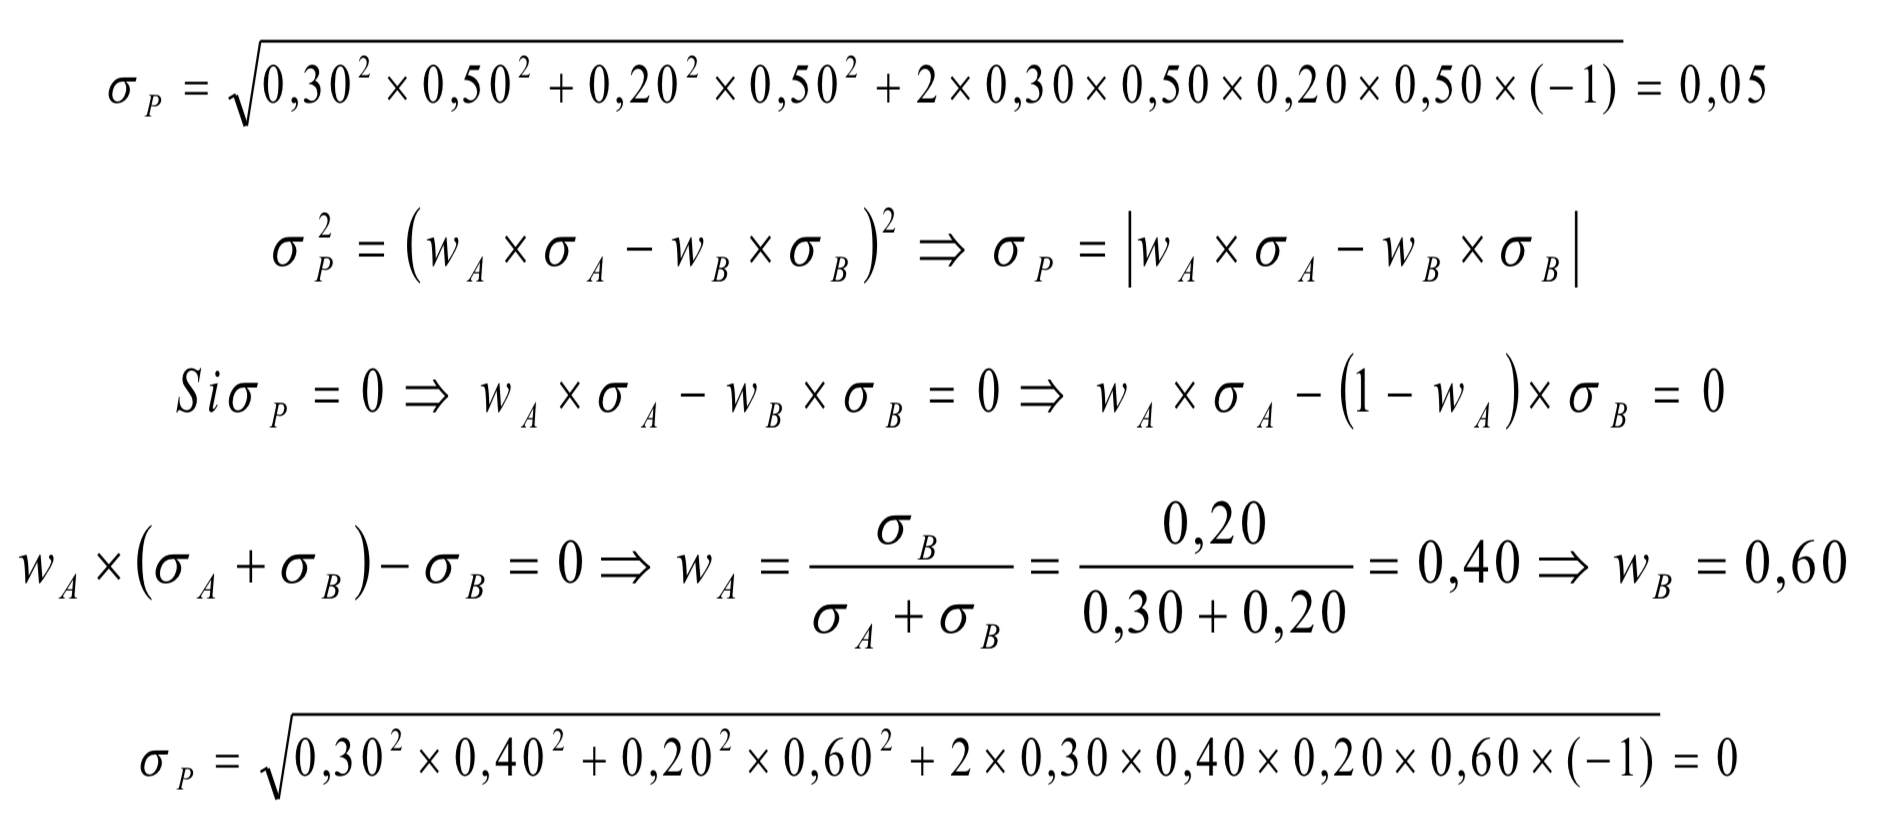 σ_P = √(0,30² × 0,50² + 0,20² × 0,50² + 2 × 0,30 × 0,50 × 0,20 × 0,50 × (−1)) = 0,05
σ_P² = (w_A × σ_A − w_B × σ_B)² ⇒ σ_P = |w_A × σ_A − w_B × σ_B|
Si σ_P = 0 ⇒ w_A × σ_A − w_B × σ_B = 0 ⇒ w_A × σ_A − (1 − w_A) × σ_B = 0
w_A × (σ_A + σ_B) − σ_B = 0 ⇒ w_A = σ_B / (σ_A + σ_B) = 0,20 / (0,30 + 0,20) = 0,40 ⇒ w_B = 0,60
σ_P = √(0,30² × 0,40² + 0,20² × 0,60² + 2 × 0,30 × 0,40 × 0,20 × 0,60 × (−1)) = 0